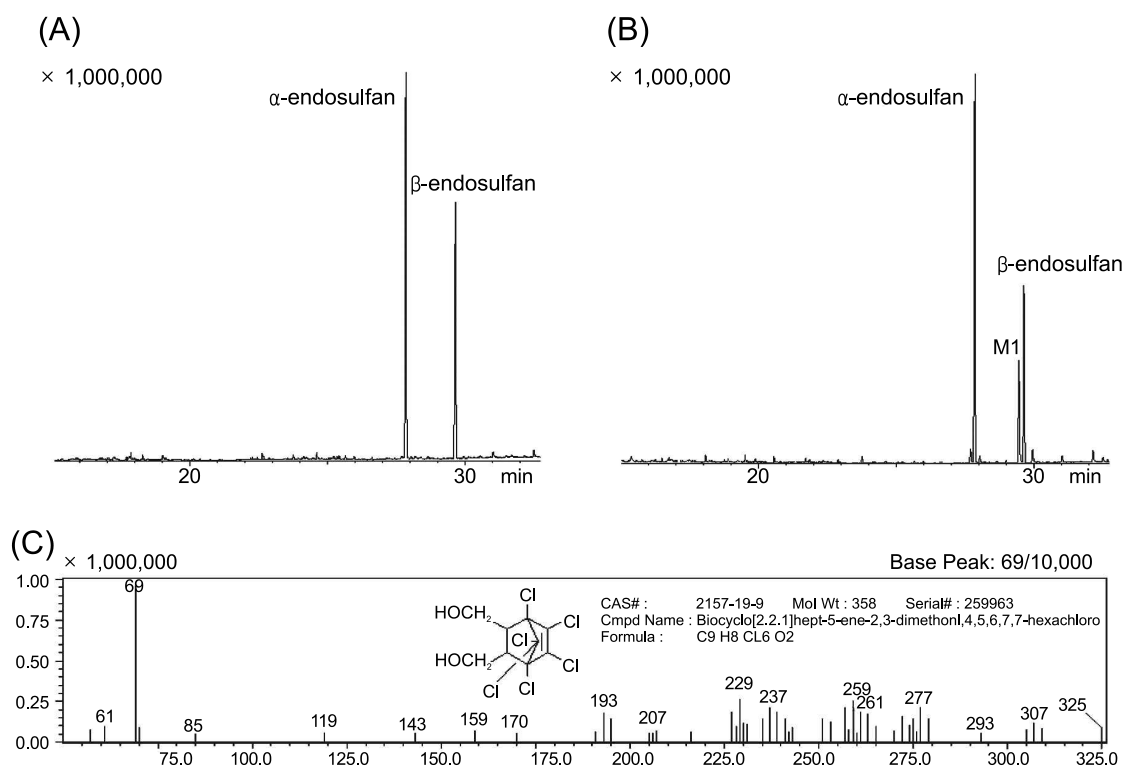 (A)
× 1,000,000
α-endosulfan
β-endosulfan
20
30
min
(B)
× 1,000,000
α-endosulfan
β-endosulfan
M1
20
30
min
(C)
× 1,000,000
Base Peak: 69/10,000
1.00
0.75
0.50
0.25
0.00
69
61
85
119
143
159
170
193
207
229
237
259
261
277
293
307
325
HOCH2
HOCH2
Cl
Cl
Cl
Cl
Cl
Cl
CAS# : 2157-19-9 Mol Wt : 358 Serial# : 259963
Cmpd Name : Biocyclo[2.2.1]hept-5-ene-2,3-dimethonl,4,5,6,7,7-hexachloro
Formula : C9 H8 CL6 O2
75.0 100.0 125.0 150.0 175.0 200.0 225.0 250.0 275.0 300.0 325.0